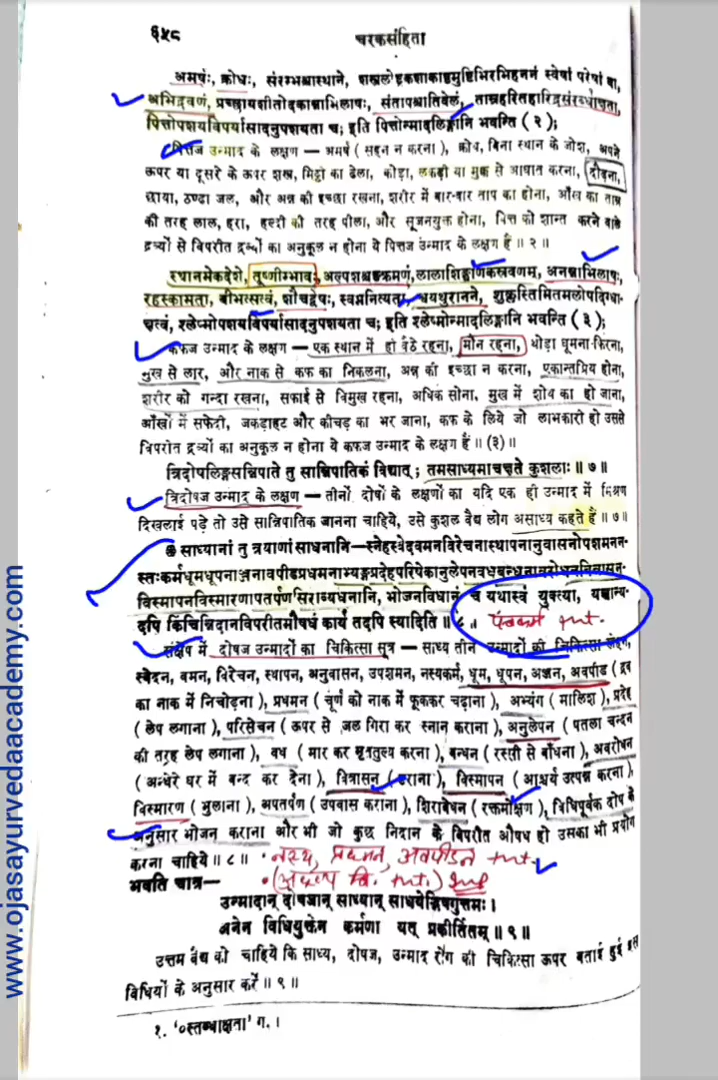 ६५८
चरकसंहिता
अमर्षः, क्रोधः, संरम्भश्चास्थाने, शस्त्रलोष्टकशाकाष्ठमुष्टिभिरभिहननं स्वेषां परेषां वा,
अभिद्रवणं, प्रच्छायशीतोदकान्नाभिलाषः, संतापश्चातिवेलं, ताम्रहरितहारिद्रसंरब्धाक्षता,
पित्तोपशयविपर्यासादनुपशयता च; इति पित्तोन्मादलिङ्गानि भवन्ति ( २ );
पित्तज उन्माद के लक्षण — अमर्ष ( सहन न करना ), क्रोध, बिना स्थान के जोश, अपने
ऊपर या दूसरे के ऊपर शस्त्र, मिट्टी का ढेला, कोड़ा, लकड़ी या मुक्के से आघात करना, दौड़ना,
छाया, ठण्ढा जल, और अन्न की इच्छा रखना, शरीर में बार-बार ताप का होना, आँख का ताम्र
की तरह लाल, हरा, हल्दी की तरह पीला, और सूजनयुक्त होना, पित्त को शान्त करने वाले
द्रव्यों से विपरीत द्रव्यों का अनुकूल न होना ये पित्तज उन्माद के लक्षण हैं ॥ २ ॥
स्थानमेकदेशे, तूष्णीम्भावः, अल्पशश्चङ्क्रमणं, लालाशिङ्घाणकस्रवणम्, अनन्नाभिलाषः,
रहस्कामता, बीभत्सत्वं, शौचद्वेषः, स्वप्ननित्यता, श्वयथुरानने, शुक्लस्तिमितमलोपदिग्धा-
क्षत्वं, श्लेष्मोपशयविपर्यासादनुपशयता च; इति श्लेष्मोन्मादलिङ्गानि भवन्ति ( ३ );
कफज उन्माद के लक्षण — एक स्थान में ही बैठे रहना, मौन रहना, थोड़ा घूमना-फिरना,
मुख से लार, और नाक से कफ का निकलना, अन्न की इच्छा न करना, एकान्तप्रिय होना,
शरीर को गन्दा रखना, सफाई से विमुख रहना, अधिक सोना, मुख में शोथ का हो जाना,
आँखों में सफेदी, जकड़ाहट और कीचड़ का भर जाना, कफ के लिये जो लाभकारी हो उससे
विपरीत द्रव्यों का अनुकूल न होना ये कफज उन्माद के लक्षण हैं ॥ (३) ॥
त्रिदोषलिङ्गसन्निपाते तु सान्निपातिकं विद्यात्; तमसाध्यमाचक्षते कुशलाः ॥ ७ ॥
त्रिदोषज उन्माद के लक्षण — तीनों दोषों के लक्षणों का यदि एक ही उन्माद में मिश्रण
दिखलाई पड़े तो उसे सान्निपातिक जानना चाहिये, उसे कुशल वैद्य लोग असाध्य कहते हैं ॥ ७ ॥
साध्यानां तु त्रयाणां साधनानि—स्नेहस्वेदवमनविरेचनास्थापनानुवासनोपशमनन-
स्तःकर्मधूमधूपनाञ्जनावपीडप्रधमनाभ्यङ्गप्रदेहपरिषेकानुलेपनवधबन्धनावरोधनवित्रासन-
विस्मापनविस्मारणापतर्पणसिराव्यधनानि, भोजनविधानं च यथास्वं युक्त्या, यच्चान्य-
दपि किंचिन्निदानविपरीतमौषधं कार्यं तदपि स्यादिति ॥ ८ ॥
संक्षेप में दोषज उन्मादों का चिकित्सा सूत्र — साध्य तीन उन्मादों की चिकित्सा स्नेहन,
स्वेदन, वमन, विरेचन, स्थापन, अनुवासन, उपशमन, नस्यकर्म, धूम, धूपन, अञ्जन, अवपीड ( द्रव
का नाक में निचोड़ना ), प्रधमन ( चूर्ण को नाक में फूककर चढ़ाना ), अभ्यंग ( मालिश ), प्रदेह
( लेप लगाना ), परिसेचन ( ऊपर से जल गिरा कर स्नान कराना ), अनुलेपन ( पतला चन्दन
की तरह लेप लगाना ), वध ( मार कर मृततुल्य करना ), बन्धन ( रस्सी से बाँधना ), अवरोधन
( अन्धेरे घर में बन्द कर देना ), वित्रासन ( डराना ), विस्मापन ( आश्चर्य उत्पन्न करना ),
विस्मारण ( भुलाना ), अपतर्पण ( उपवास कराना ), शिरावेधन ( रक्तमोक्षण ), विधिपूर्वक दोष के
अनुसार भोजन कराना और भी जो कुछ निदान के विपरीत औषध हो उसका भी प्रयोग
करना चाहिये ॥ ८ ॥ • नस्य, प्रधमन, अवपीडन
भवति चात्र—
उन्मादान् दोषजान् साध्यान् साधयेद्भिषगुत्तमः ।
अनेन विधियुक्तेन कर्मणा यत् प्रकीर्तितम् ॥ ९ ॥
उत्तम वैद्य को चाहिये कि साध्य, दोषज, उन्माद रोग की चिकित्सा ऊपर बताई हुई इस
विधियों के अनुसार करें ॥ ९ ॥
१. '०स्तब्धाक्षता' ग. ।
www.ojasayurvedaacademy.com